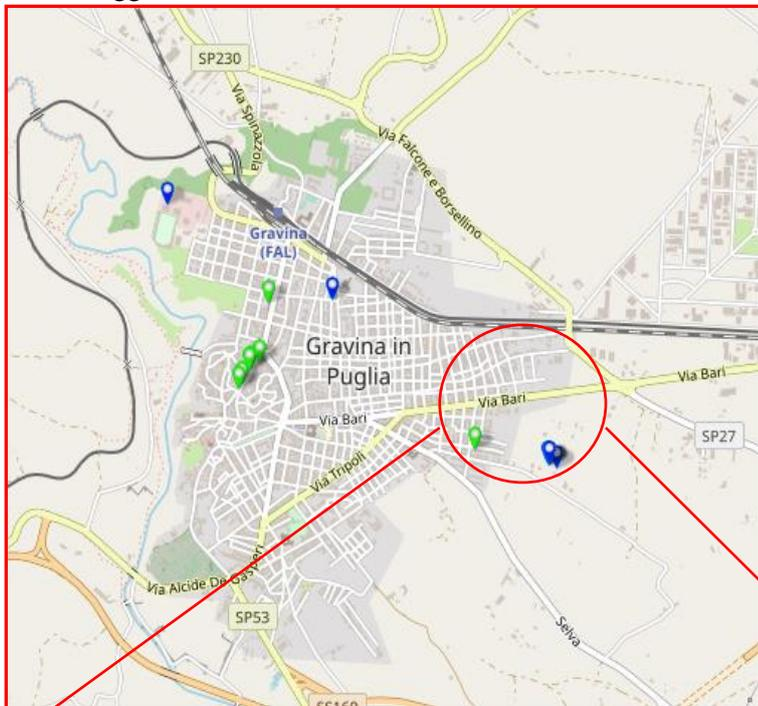 SP230
Via Spinazzola
Via Falcone e Borsellino
Gravina
(FAL)
Gravina in
Puglia
Via Bari
Via Bari
Via Bari
SP27
Via Tripoli
Via Alcide De Gasperi
SP53
Selva